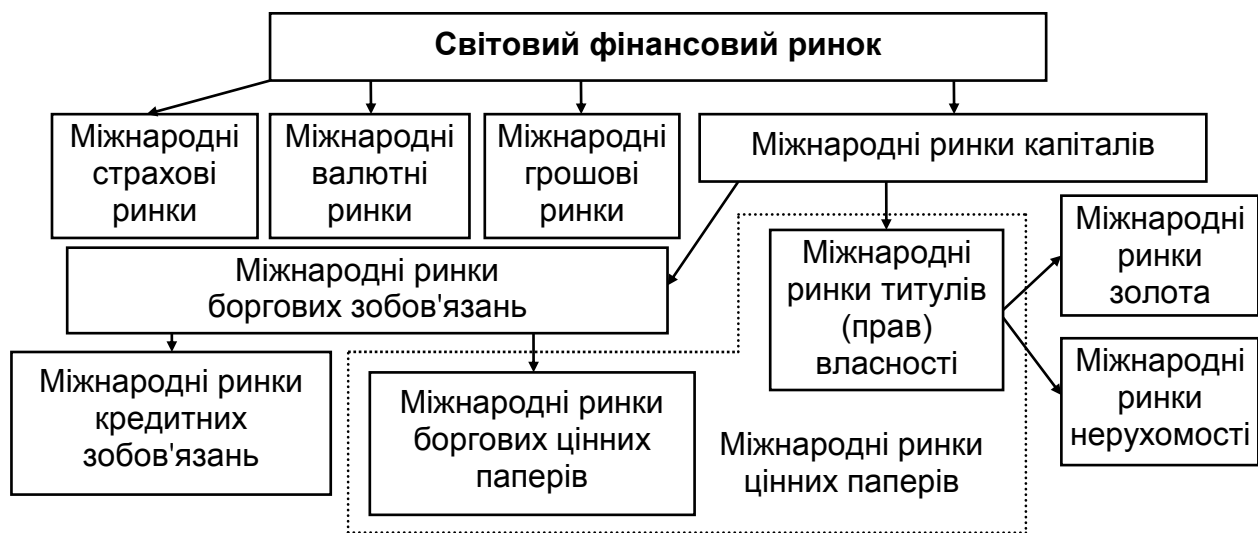 Світовий фінансовий ринок
Міжнародні
страхові
ринки
Міжнародні
валютні
ринки
Міжнародні
грошові
ринки
Міжнародні ринки капіталів
Міжнародні ринки
боргових зобов'язань
Міжнародні
ринки титулів
(прав)
власності
Міжнародні
ринки
золота
Міжнародні
ринки
нерухомості
Міжнародні ринки
кредитних
зобов'язань
Міжнародні ринки
боргових цінних
паперів
Міжнародні ринки
цінних паперів